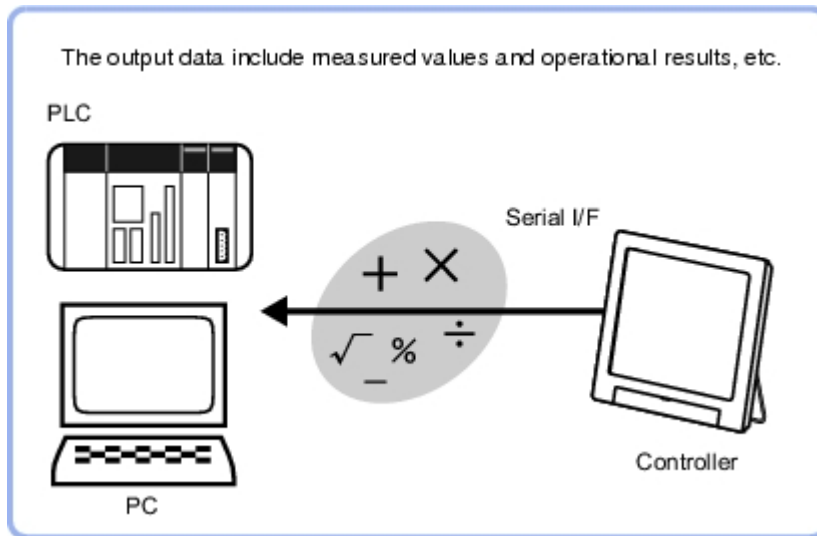 The output data include measured values and operational results, etc.
PLC
Serial I/F
+ ×
√ % ÷
−
Controller
PC